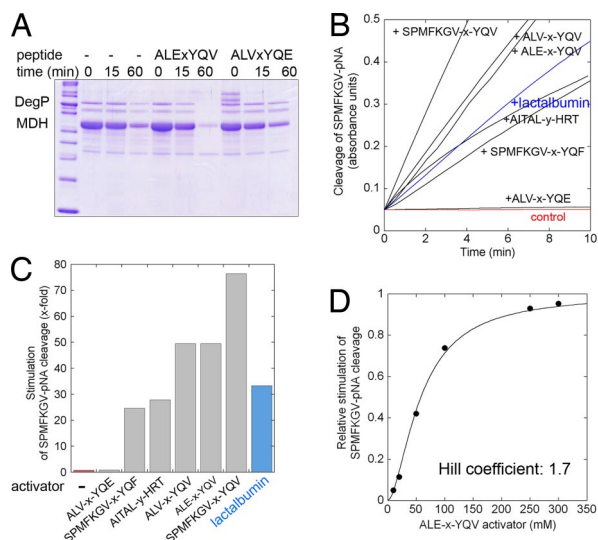 A
peptide - - - ALExYQV ALVxYQE
time (min) 0 15 60 0 15 60 0 15 60
DegP
MDH
B
Cleavage of SPMFKGV-pNA
(absorbance units)
0.5
0.4
0.3
0.2
0.1
0.05
+ SPMFKGV-x-YQV
+ ALV-x-YQV
+ ALE-x-YQV
+lactalbumin
+AITAL-y-HRT
+ SPMFKGV-x-YQF
+ALV-x-YQE
control
0 2 4 6 8 10
Time (min)
C
Stimulation
of SPMFKGV-pNA cleavage (x-fold)
80
70
60
50
40
30
20
10
0
activator
-
ALV-x-YQE
SPMFKGV-x-YQF
AITAL-y-HRT
ALV-x-YQV
ALE-x-YQV
SPMFKGV-x-YQV
lactalbumin
D
Relative stimulation of
SPMFKGV-pNA cleavage
1
0.8
0.6
0.4
0.2
0
Hill coefficient: 1.7
0 50 100 150 200 250 300 350
ALE-x-YQV activator (mM)